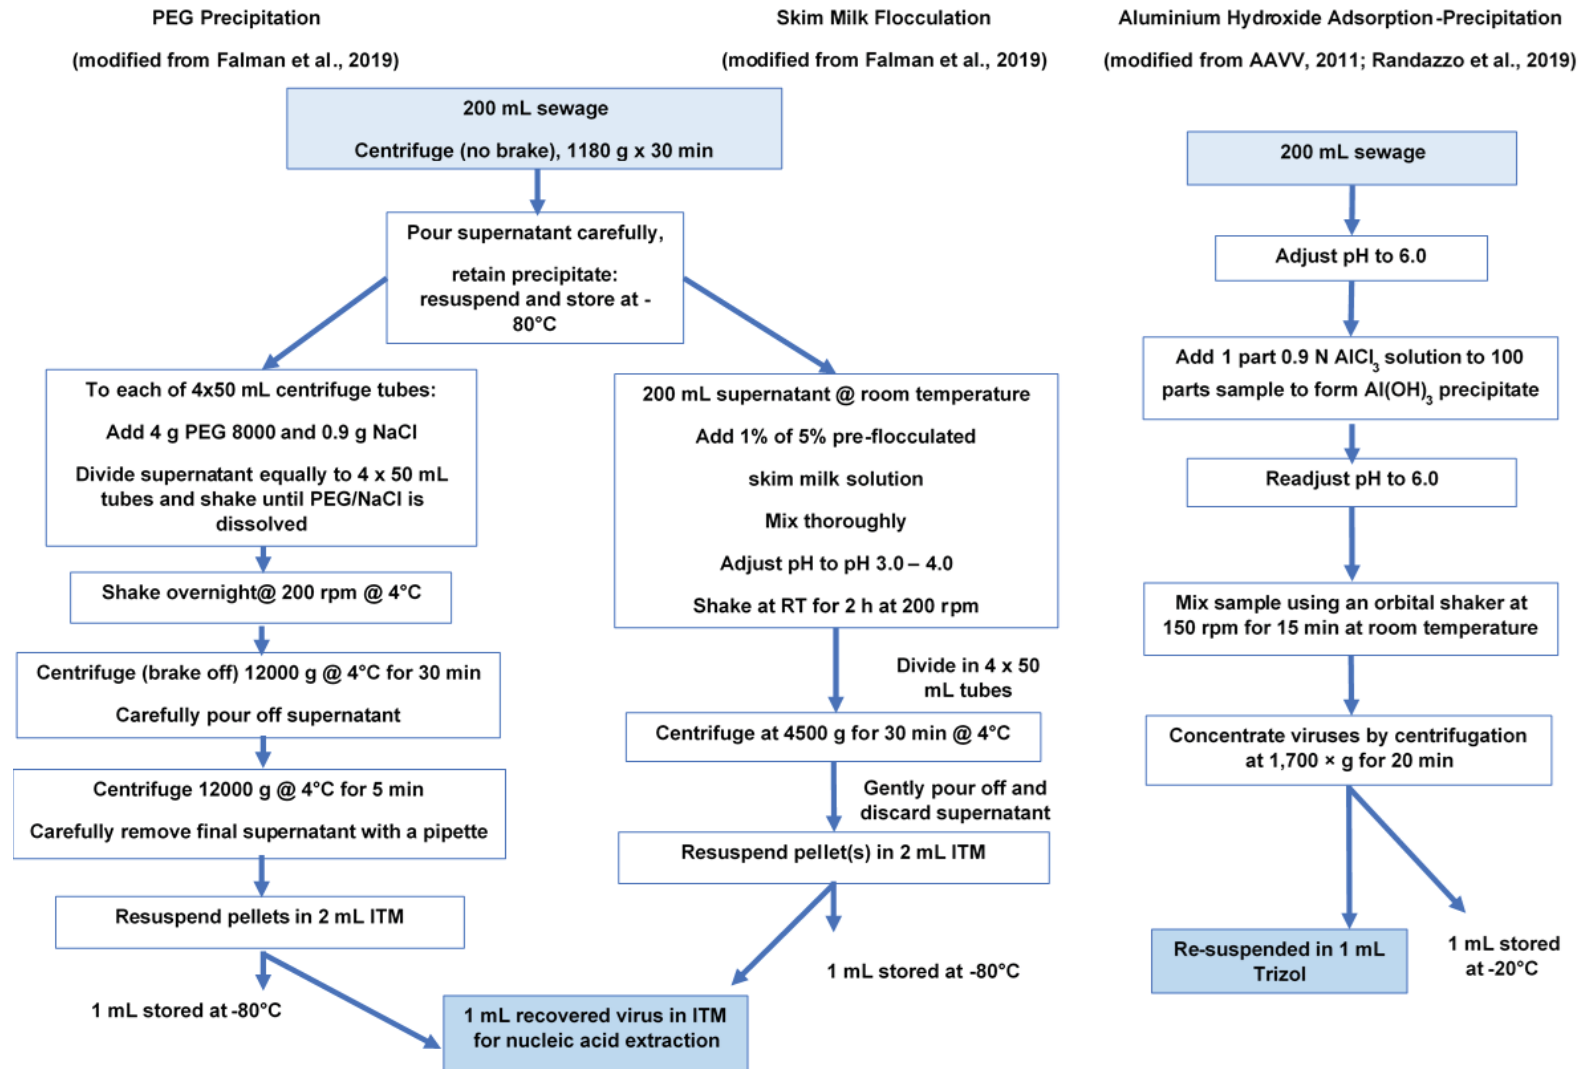 PEG Precipitation
(modified from Falman et al., 2019)
Skim Milk Flocculation
(modified from Falman et al., 2019)
Aluminium Hydroxide Adsorption-Precipitation
(modified from AAVV, 2011; Randazzo et al., 2019)
200 mL sewage
Centrifuge (no brake), 1180 g x 30 min
Pour supernatant carefully,
retain precipitate:
resuspend and store at -
80°C
To each of 4x50 mL centrifuge tubes:
Add 4 g PEG 8000 and 0.9 g NaCl
Divide supernatant equally to 4 x 50 mL
tubes and shake until PEG/NaCl is
dissolved
Shake overnight@ 200 rpm @ 4°C
Centrifuge (brake off) 12000 g @ 4°C for 30 min
Carefully pour off supernatant
Centrifuge 12000 g @ 4°C for 5 min
Carefully remove final supernatant with a pipette
Resuspend pellets in 2 mL ITM
1 mL stored at -80°C
200 mL supernatant @ room temperature
Add 1% of 5% pre-flocculated
skim milk solution
Mix thoroughly
Adjust pH to pH 3.0 – 4.0
Shake at RT for 2 h at 200 rpm
Divide in 4 x 50
mL tubes
Centrifuge at 4500 g for 30 min @ 4°C
Gently pour off and
discard supernatant
Resuspend pellet(s) in 2 mL ITM
1 mL stored at -80°C
1 mL recovered virus in ITM
for nucleic acid extraction
200 mL sewage
Adjust pH to 6.0
Add 1 part 0.9 N AlCl3 solution to 100
parts sample to form Al(OH)3 precipitate
Readjust pH to 6.0
Mix sample using an orbital shaker at
150 rpm for 15 min at room temperature
Concentrate viruses by centrifugation
at 1,700 × g for 20 min
Re-suspended in 1 mL
Trizol
1 mL stored
at -20°C